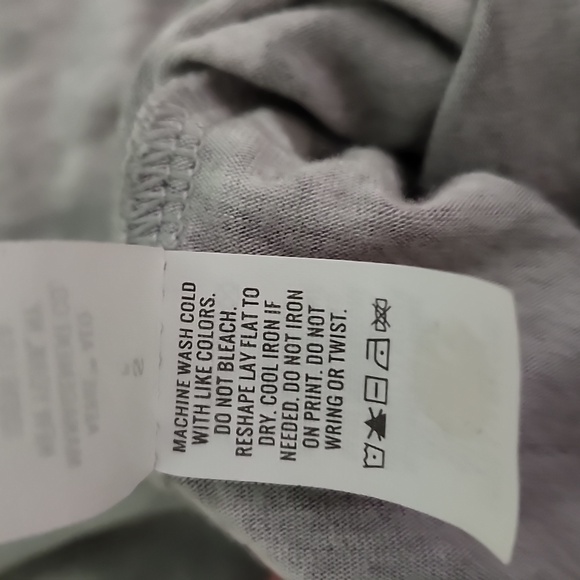 MACHINE WASH COLD
WITH LIKE COLORS.
DO NOT BLEACH.
RESHAPE LAY FLAT TO
DRY. COOL IRON IF
NEEDED. DO NOT IRON
ON PRINT. DO NOT
WRING OR TWIST.